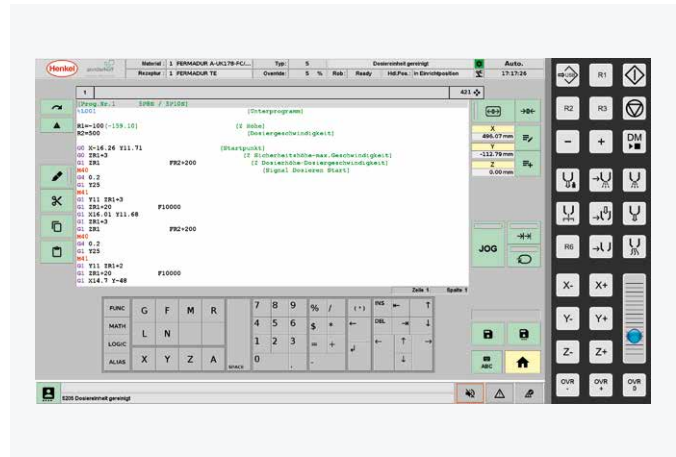 Henkel
sonderhoff
Material: 1 PERMADUR A-UK178-FC/...
Typ: 5
Dosiereinheit gereinigt
Auto.
Rezeptur: 1 FERMADUR TE
Override: 5 %
Rob: Ready
Hdl.Pos.: in Einrichtposition
17:17:26
1
421
[Prog.Nr.1 SPRN / SPION]
%1001 (Unterprogramm)
R1=-100[-159.10] (Z Höhe)
R2=500 (Dosiergeschwindigkeit)
G0 X-16.26 Y11.71 (Startpunkt)
G0 ZR1+3 (Z Sicherheitshöhe-max.Geschwindigkeit)
G1 ZR1 FR2+200 (Z Dosierhöhe-Dosiergeschwindigkeit)
M40 (Signal Dosieren Start)
G4 0.2
G1 Y25
M41
G1 Y11 ZR1+3
G1 ZR1+20 F10000
G1 X16.01 Y11.68
G1 ZR1+3
G1 ZR1 FR2+200
M40
G4 0.2
G1 Y25
M41
G1 Y11 ZR1+2
G1 ZR1+20 F10000
G1 X14.7 Y-48
Zeile 1 Spalte 1
X
496.07 mm
Y
-112.79 mm
Z
0.00 mm
JOG
FUNC G F M R 7 8 9 % / (*) INS
MATH 4 5 6 $ * DEL
L N
LOGIC 1 2 3 = +
ALIAS X Y Z A SPACE 0 . -
ABC
5205 Dosiereinheit gereinigt
R1
R2 R3
- + DM
R6
X- X+
Y- Y+
Z- Z+
OVR - OVR + OVR 0